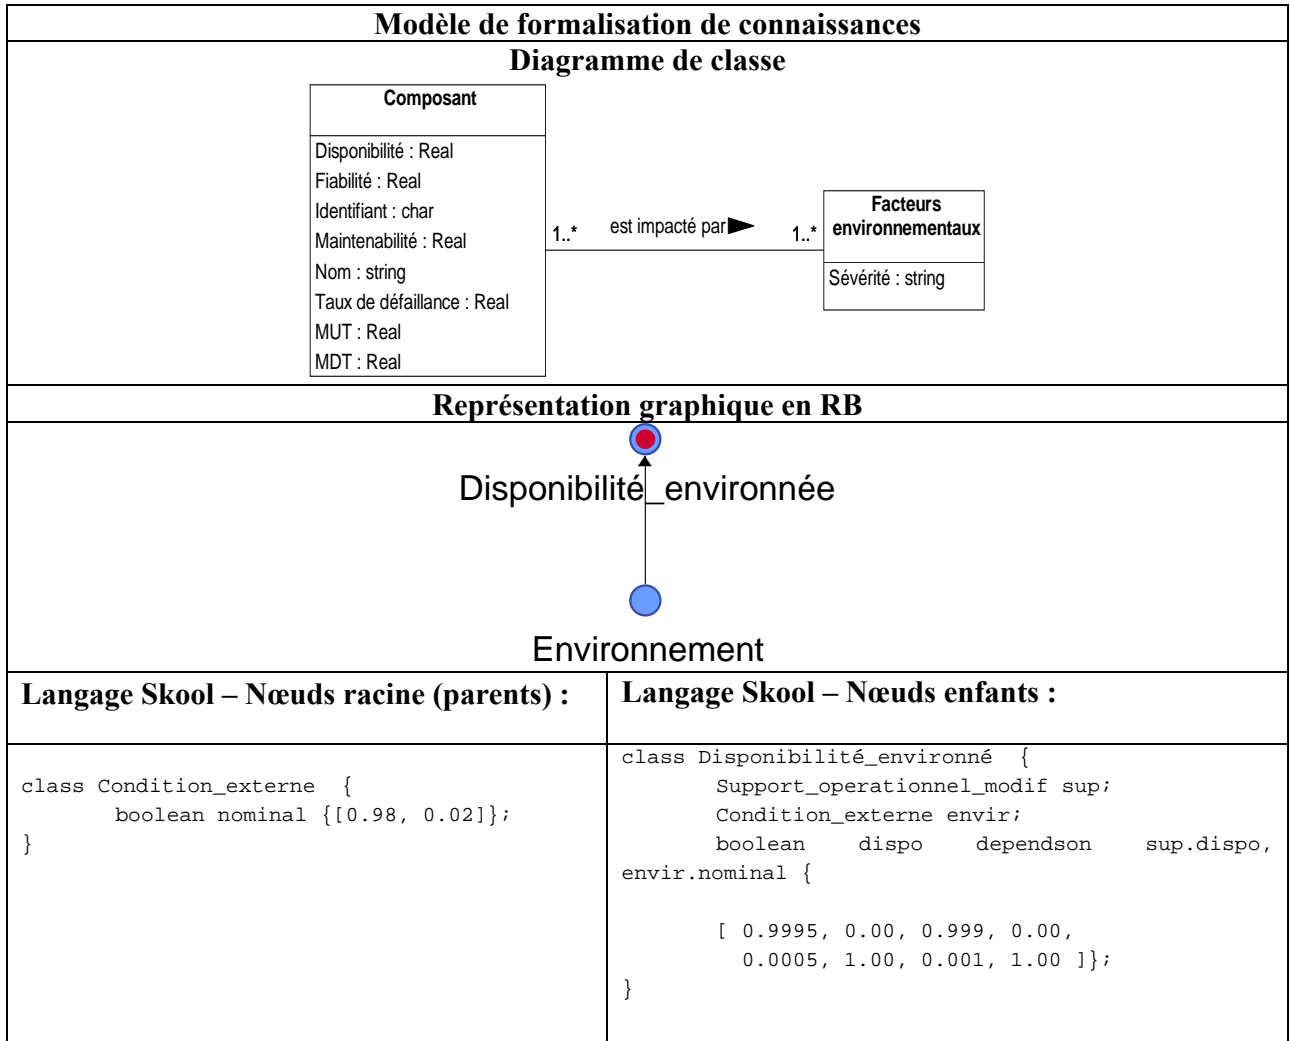 Modèle de formalisation de connaissances
Diagramme de classe
Composant
Disponibilité : Real
Fiabilité : Real
Identifiant : char
Maintenabilité : Real
Nom : string
Taux de défaillance : Real
MUT : Real
MDT : Real
1..* est impacté par 1..*
Facteurs
environnementaux
Sévérité : string
Représentation graphique en RB
Disponibilité_environnée
Environnement
Langage Skool – Nœuds racine (parents) :
class Condition_externe {
boolean nominal {[0.98, 0.02]};
}
Langage Skool – Nœuds enfants :
class Disponibilité_environné {
Support_operationnel_modif sup;
Condition_externe envir;
boolean dispo dependson sup.dispo,
envir.nominal {
[ 0.9995, 0.00, 0.999, 0.00,
0.0005, 1.00, 0.001, 1.00 ]};
}